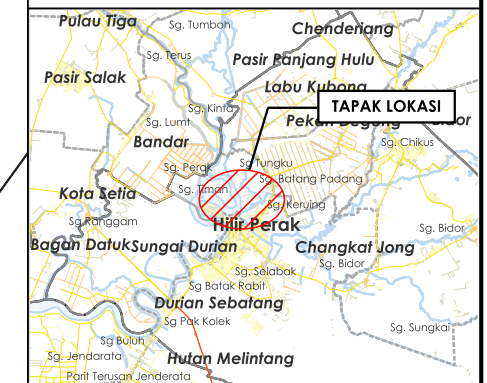 Pulau Tiga
Sg. Tumboh
Chenderiang
Sg. Terus
Pasir Panjang Hulu
Pasir Salak
Labu Kubong
TAPAK LOKASI
Sg. Kinta
Sg. Lumt
Pekan Degong
Bandar
Sg. Chikus
Sg. Perak
Sg Tungku
Sg. Batang Padang
Kota Setia
Sg. Timan
Sg. Keruing
Sg Ranggam
Hilir Perak
Sg. Bidor
Bagan Datuk
Sungai Durian
Changkat Jong
Sg. Bidor
Sg. Selabak
Sg Batak Rabit
Durian Sebatang
Sg Pak Kolek
Sg. Sungkai
Sg Buluh
Sg. Jendarata
Hutan Melintang
Parit Terusan Jenderata